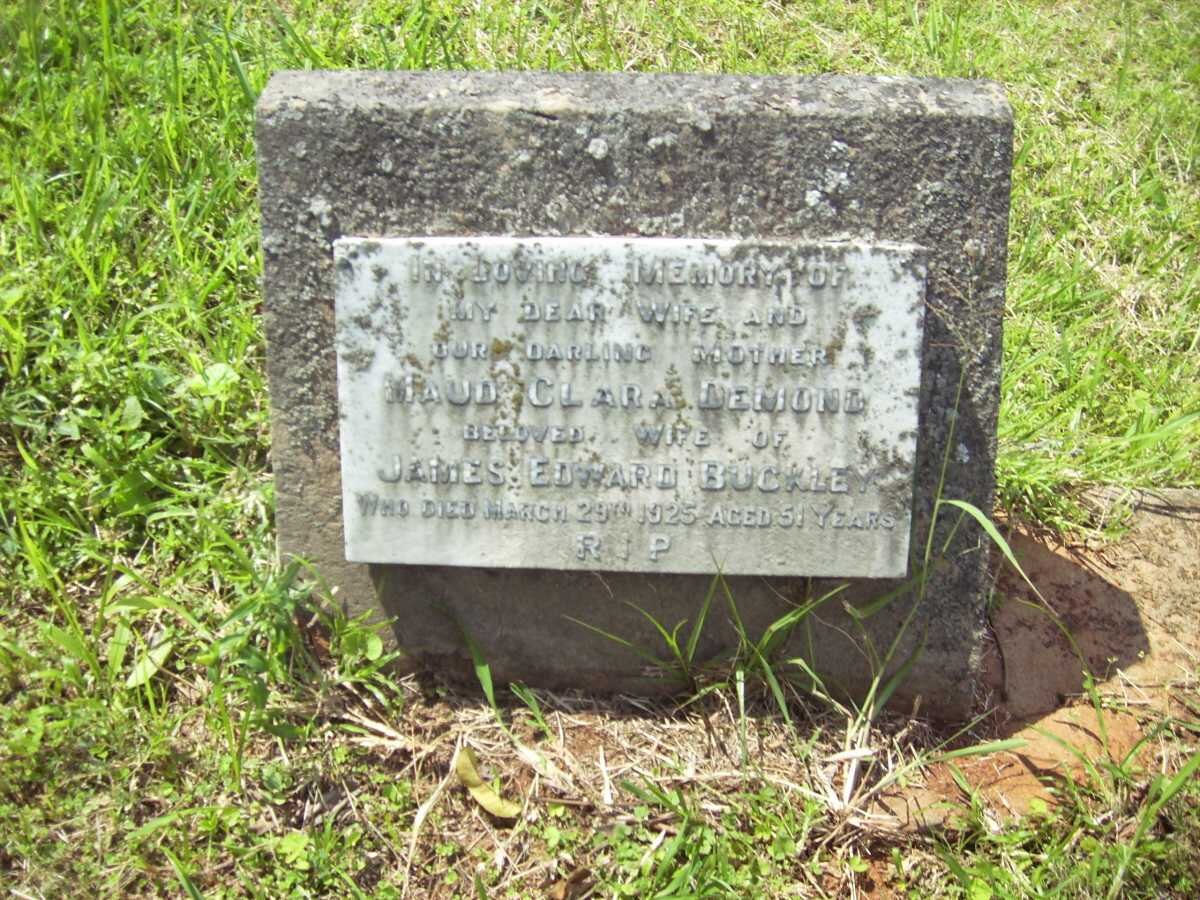 IN LOVING MEMORY OF
MY DEAR WIFE AND
OUR DARLING MOTHER
MAUD CLARA DEMOND
BELOVED WIFE OF
JAMES EDWARD BUCKLEY
WHO DIED MARCH 29TH 1925 AGED 51 YEARS
R I P